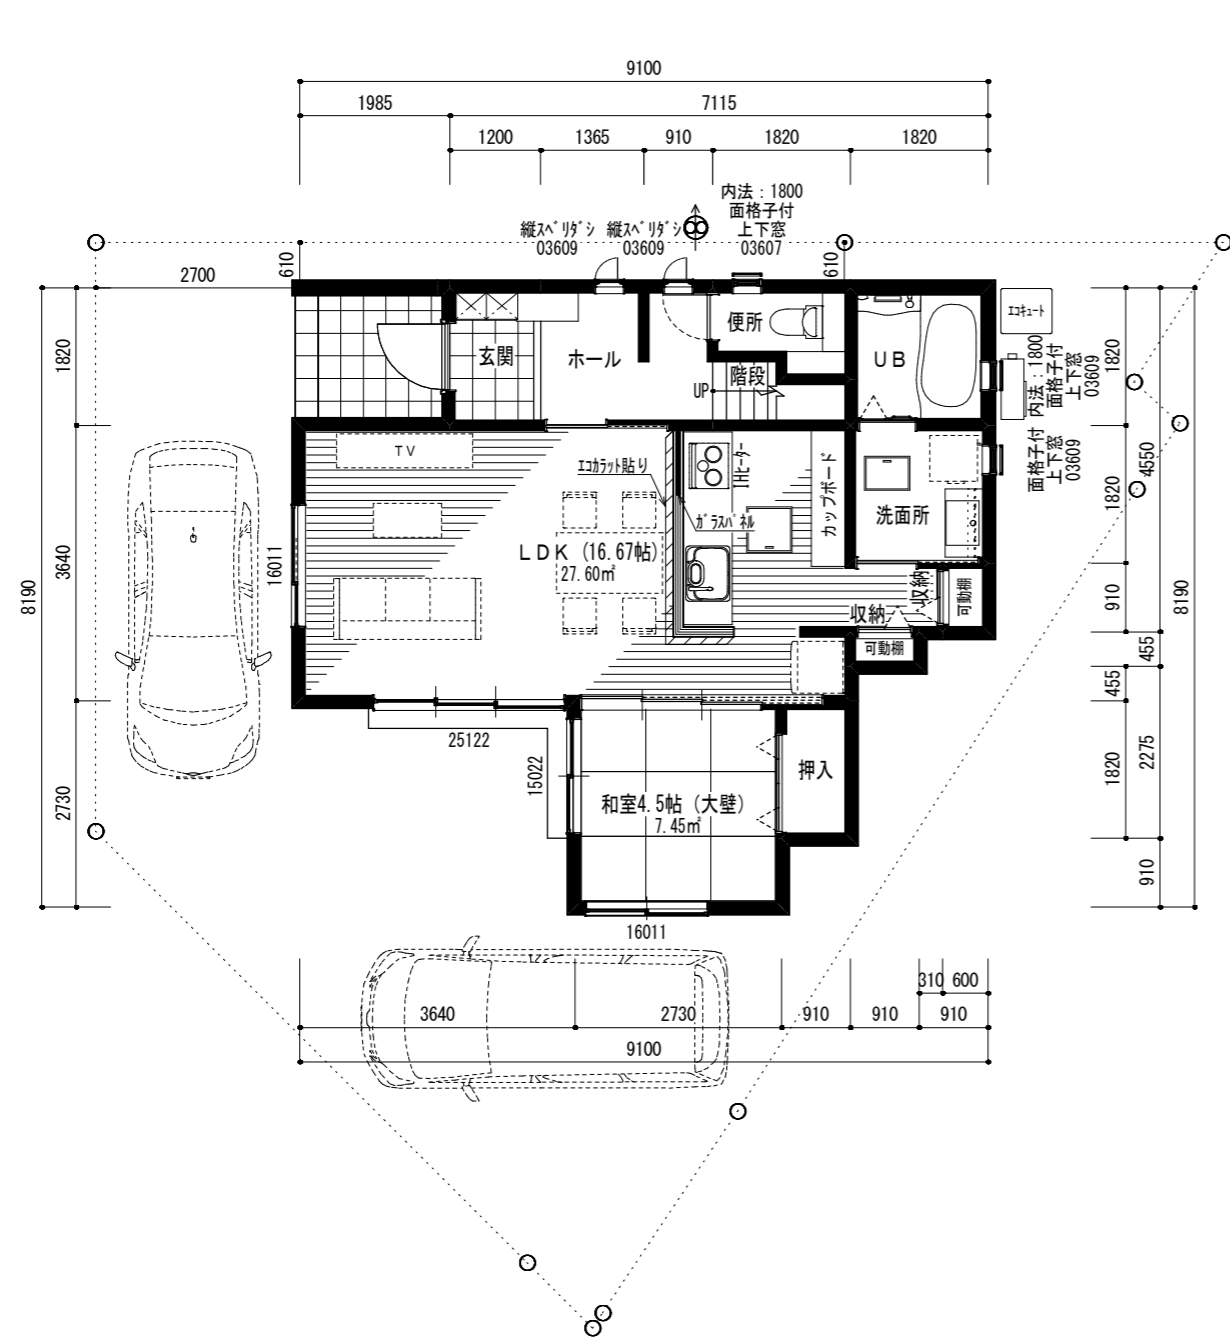 9100
1985
7115
1200
1365
910
1820
1820
内法：1800
面格子付
上下窓
03607
縦ｽﾍﾞﾘﾀﾞｼ
03609
縦ｽﾍﾞﾘﾀﾞｼ
03609
2700
610
610
8190
1820
3640
2730
玄関
ホール
便所
階段
UP
ＵＢ
ｴｺｷｭｰﾄ
内法：1800
面格子付
上下窓
03609
面格子付
上下窓
03609
ＴＶ
ｴｺｶﾗｯﾄ貼り
IHﾋｰﾀｰ
ｶﾞﾗｽﾊﾟﾈﾙ
カップボード
洗面所
ＬＤＫ（16.67帖）
27.60㎡
16011
収納
可動棚
収納
可動棚
25122
15022
和室4.5帖（大壁）
7.45㎡
押入
16011
1820
1820
910
455
455
1820
4550
2275
910
8190
310
600
3640
2730
910
910
910
9100